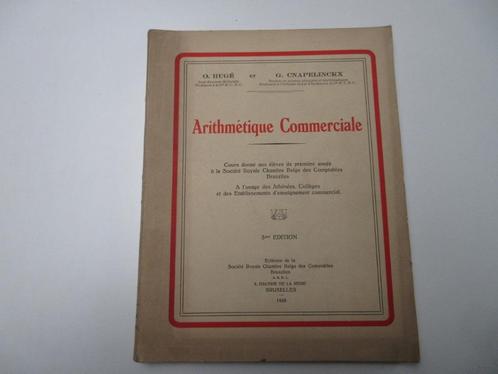 O. HUGÉ et G. CNAPELINCKX
Arithmétique Commerciale
Cours donné aux élèves de première année
à la Société Royale Chambre Belge des Comptables
Bruxelles
A l'usage des Athénées, Collèges
et des Etablissements d'enseignement commercial.
5me EDITION
Editions de la
Société Royale Chambre Belge des Comptables
Bruxelles
A.S.B.L.
BRUXELLES